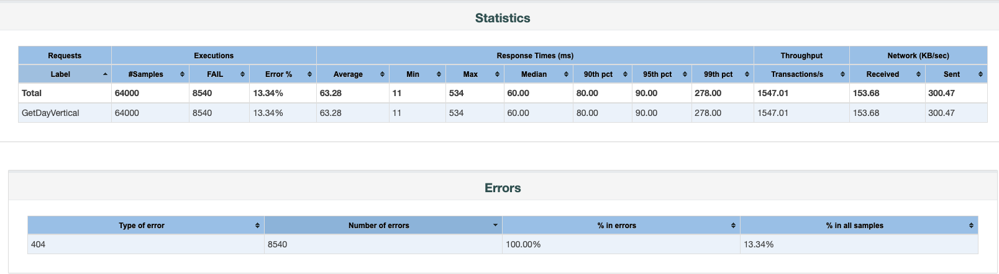 Statistics
Requests Executions Response Times (ms) Throughput Network (KB/sec)
Label #Samples FAIL Error % Average Min Max Median 90th pct 95th pct 99th pct Transactions/s Received Sent
Total 64000 8540 13.34% 63.28 11 534 60.00 80.00 90.00 278.00 1547.01 153.68 300.47
GetDayVertical 64000 8540 13.34% 63.28 11 534 60.00 80.00 90.00 278.00 1547.01 153.68 300.47
Errors
Type of error Number of errors % in errors % in all samples
404 8540 100.00% 13.34%